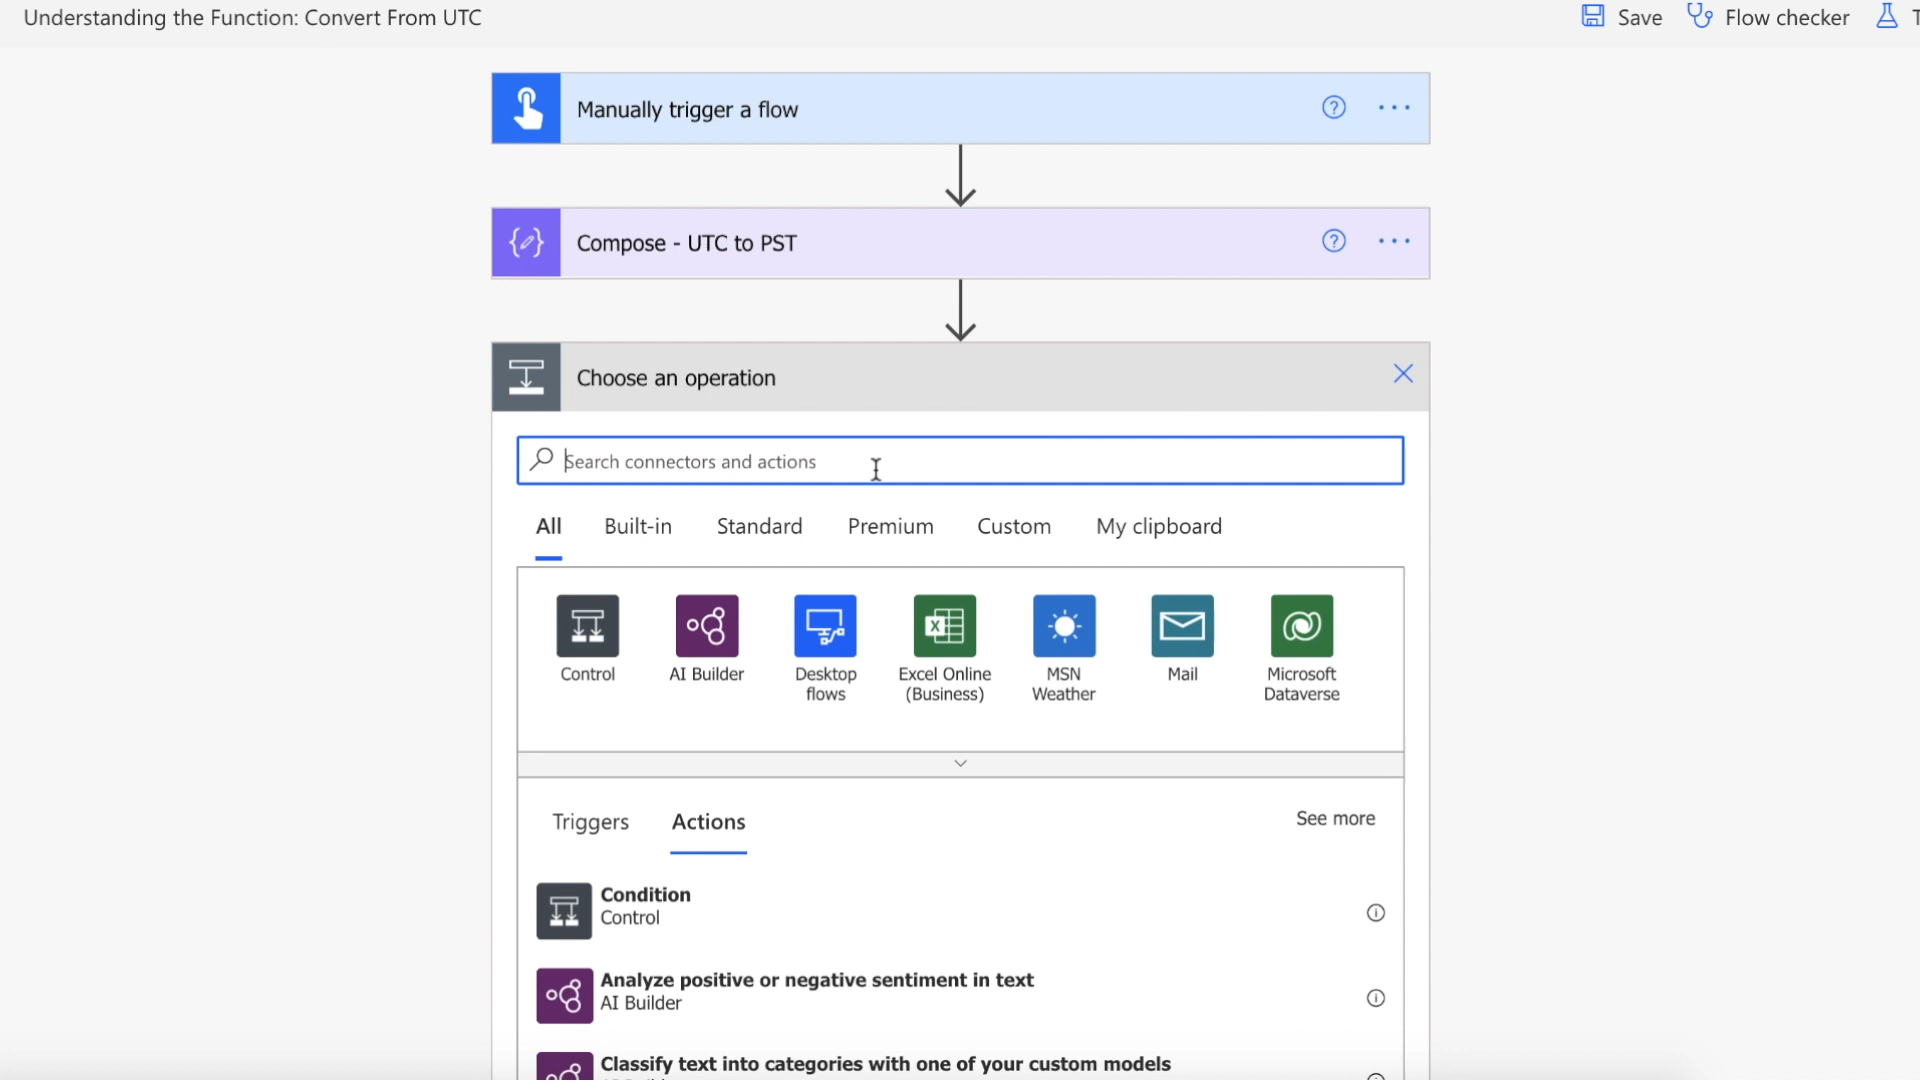 Understanding the Function: Convert From UTC
Save
Flow checker
Manually trigger a flow
Compose - UTC to PST
Choose an operation
Search connectors and actions
All
Built-in
Standard
Premium
Custom
My clipboard
Control
AI Builder
Desktop
flows
Excel Online
(Business)
MSN
Weather
Mail
Microsoft
Dataverse
Triggers
Actions
See more
Condition
Control
Analyze positive or negative sentiment in text
AI Builder
Classify text into categories with one of your custom models